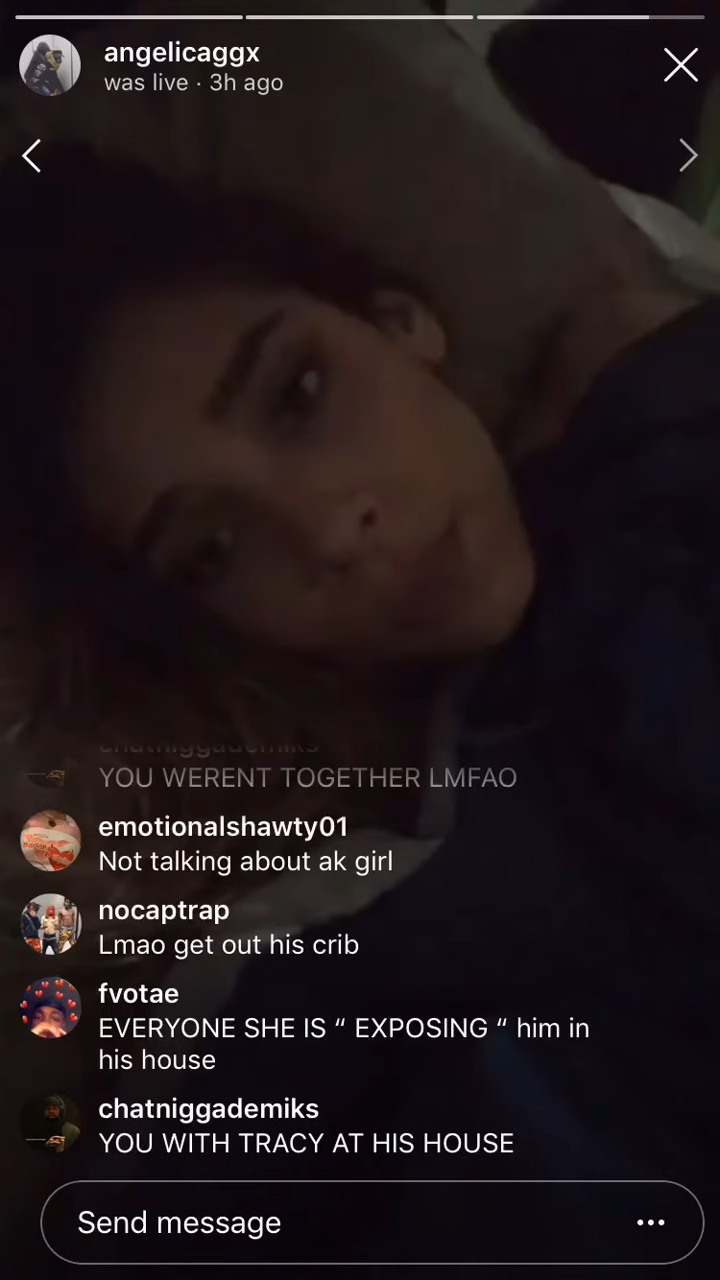 angelicaggx
was live · 3h ago
chatniggademiks
YOU WERENT TOGETHER LMFAO
emotionalshawty01
Not talking about ak girl
nocaptrap
Lmao get out his crib
fvotae
EVERYONE SHE IS “ EXPOSING “ him in
his house
chatniggademiks
YOU WITH TRACY AT HIS HOUSE
Send message